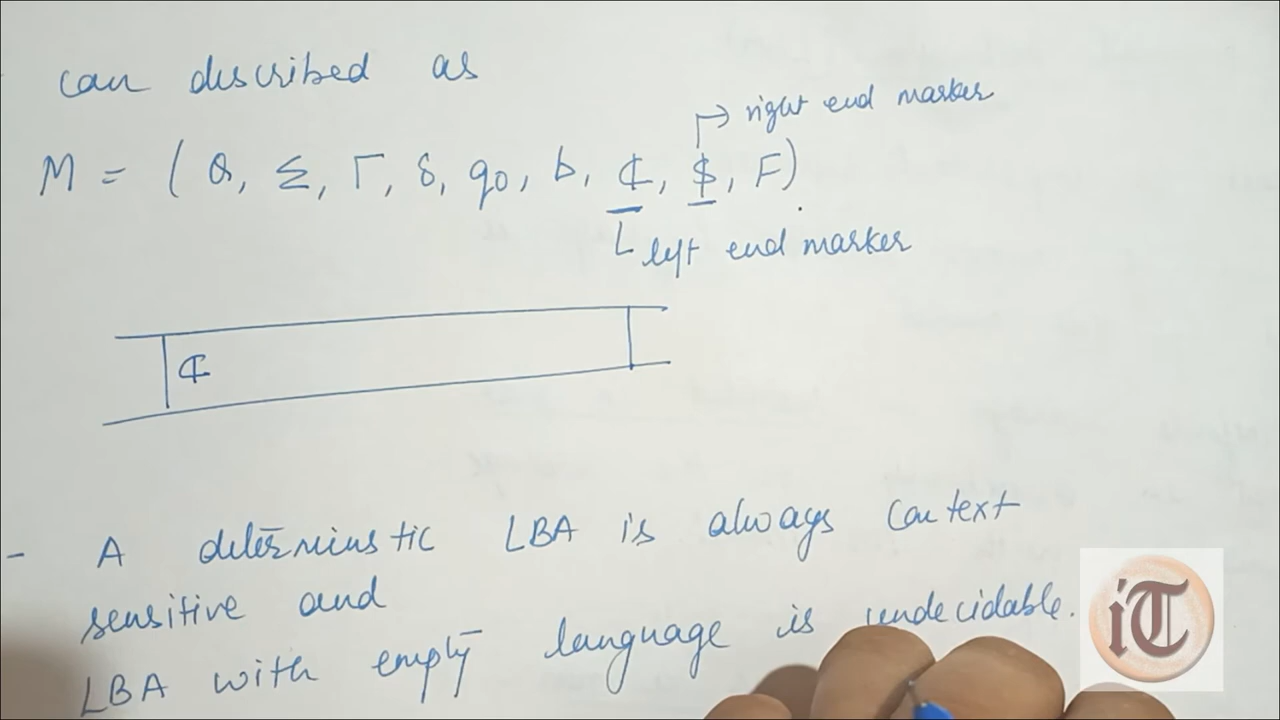 can described as
right end marker
M = ( Q, Σ, Γ, δ, q0, b, ₵, $, F)
left end marker
₵
- A deterministic LBA is always context
sensitive and
LBA with empty language is undecidable.
iT